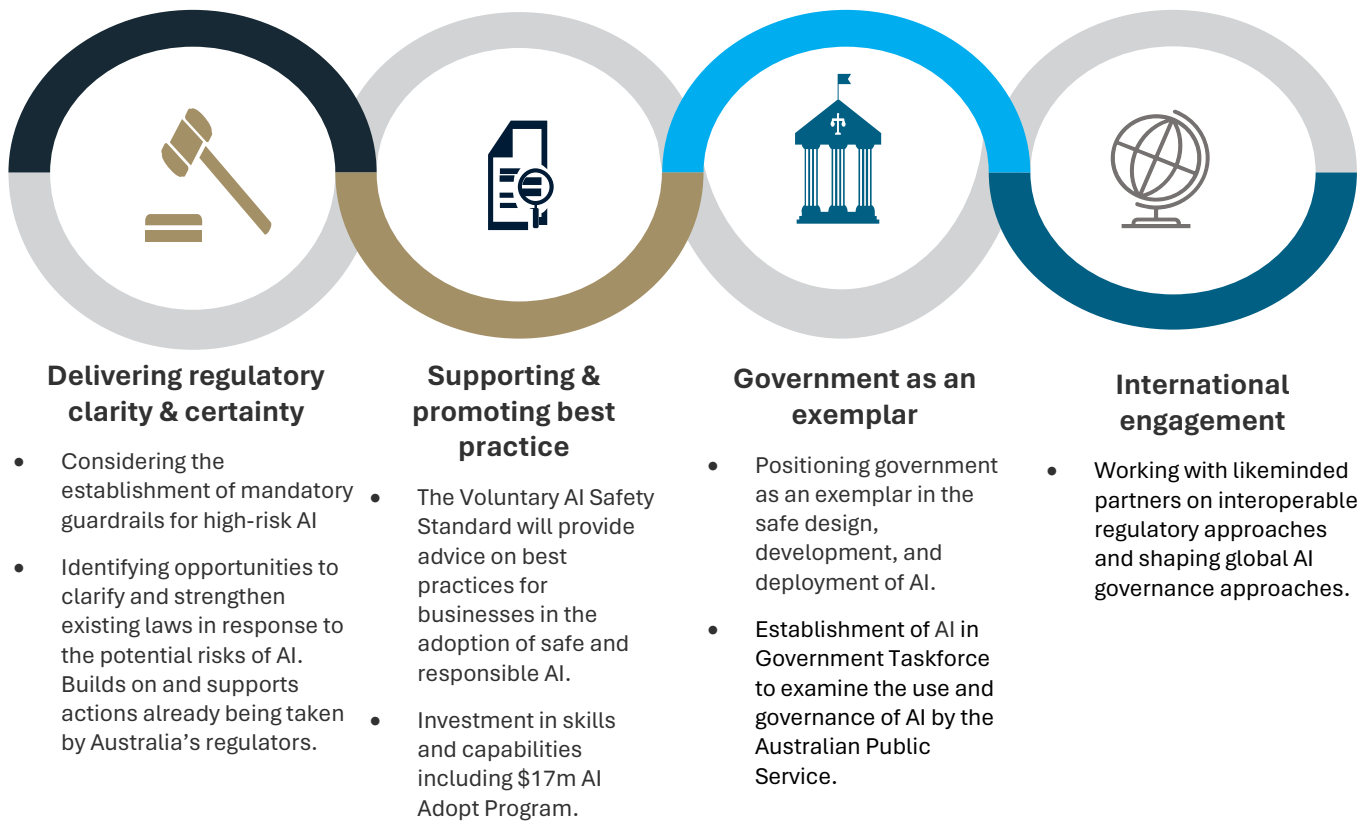 Delivering regulatory
clarity & certainty
• Considering the
establishment of mandatory
guardrails for high-risk AI
• Identifying opportunities to
clarify and strengthen
existing laws in response to
the potential risks of AI.
Builds on and supports
actions already being taken
by Australia’s regulators.
Supporting &
promoting best
practice
• The Voluntary AI Safety
Standard will provide
advice on best
practices for
businesses in the
adoption of safe and
responsible AI.
• Investment in skills
and capabilities
including $17m AI
Adopt Program.
Government as an
exemplar
• Positioning government
as an exemplar in the
safe design,
development, and
deployment of AI.
• Establishment of AI in
Government Taskforce
to examine the use and
governance of AI by the
Australian Public
Service.
International
engagement
• Working with likeminded
partners on interoperable
regulatory approaches
and shaping global AI
governance approaches.